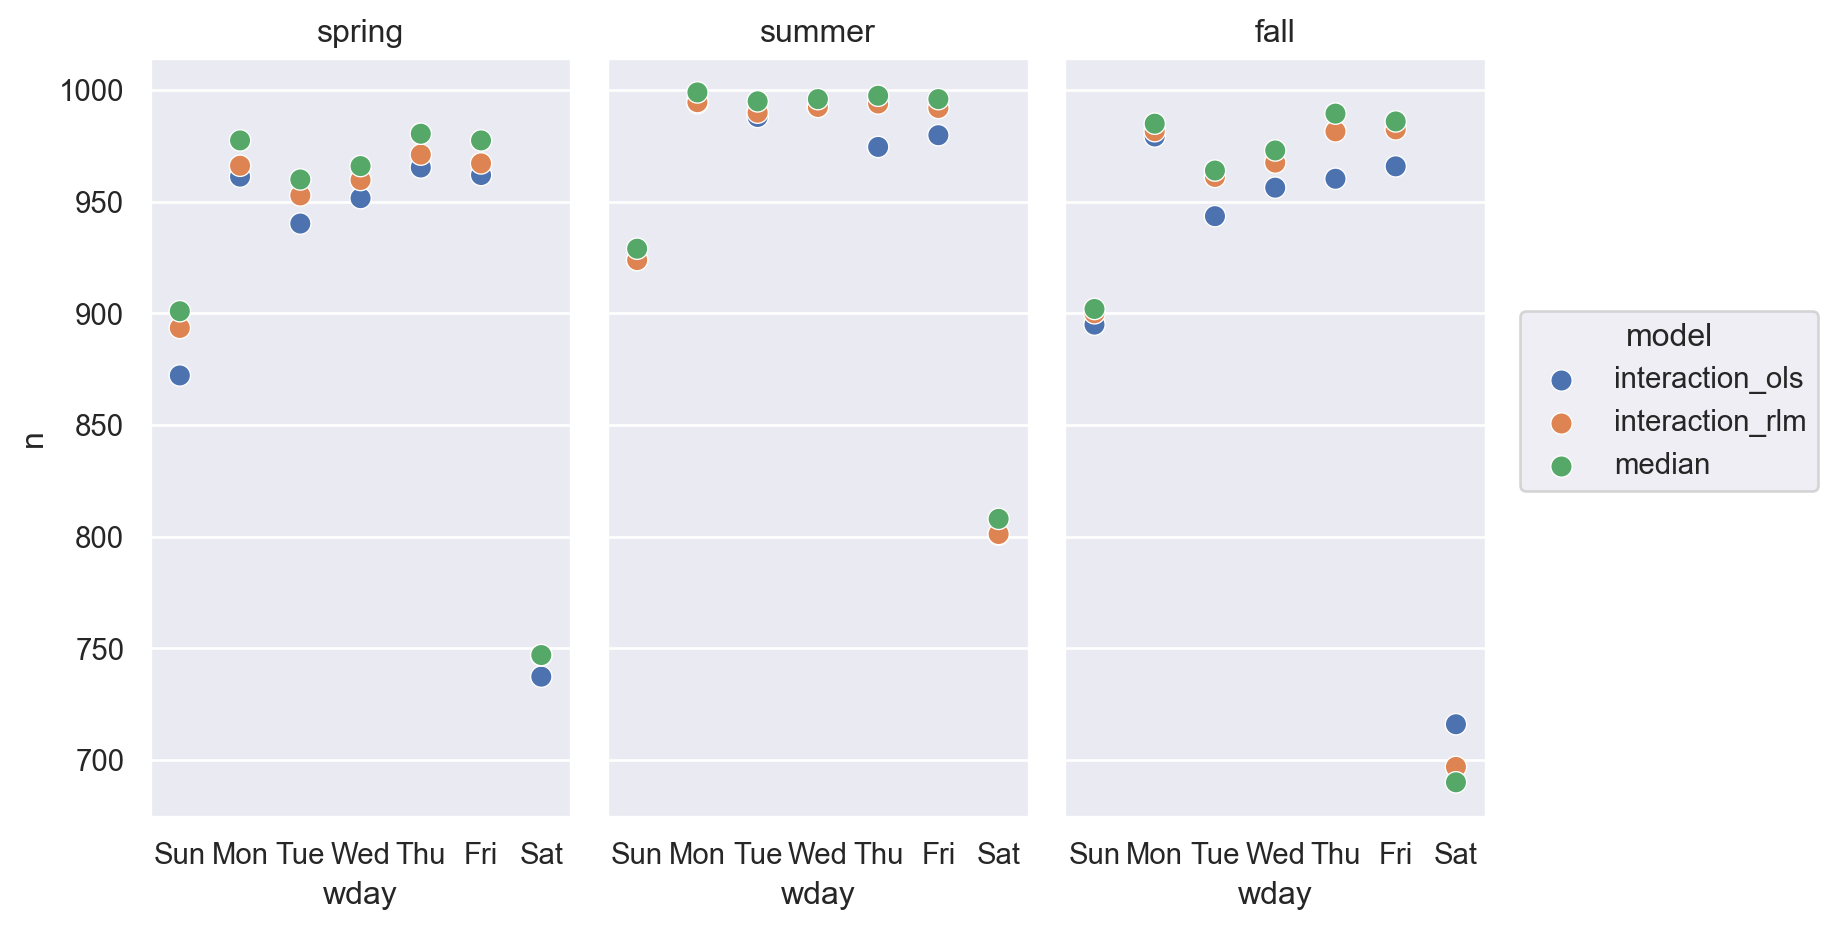 spring summer fall
1000
950
900
850
800
750
700
n
Sun Mon Tue Wed Thu Fri Sat
Sun Mon Tue Wed Thu Fri Sat
Sun Mon Tue Wed Thu Fri Sat
wday wday wday
model
interaction_ols
interaction_rlm
median